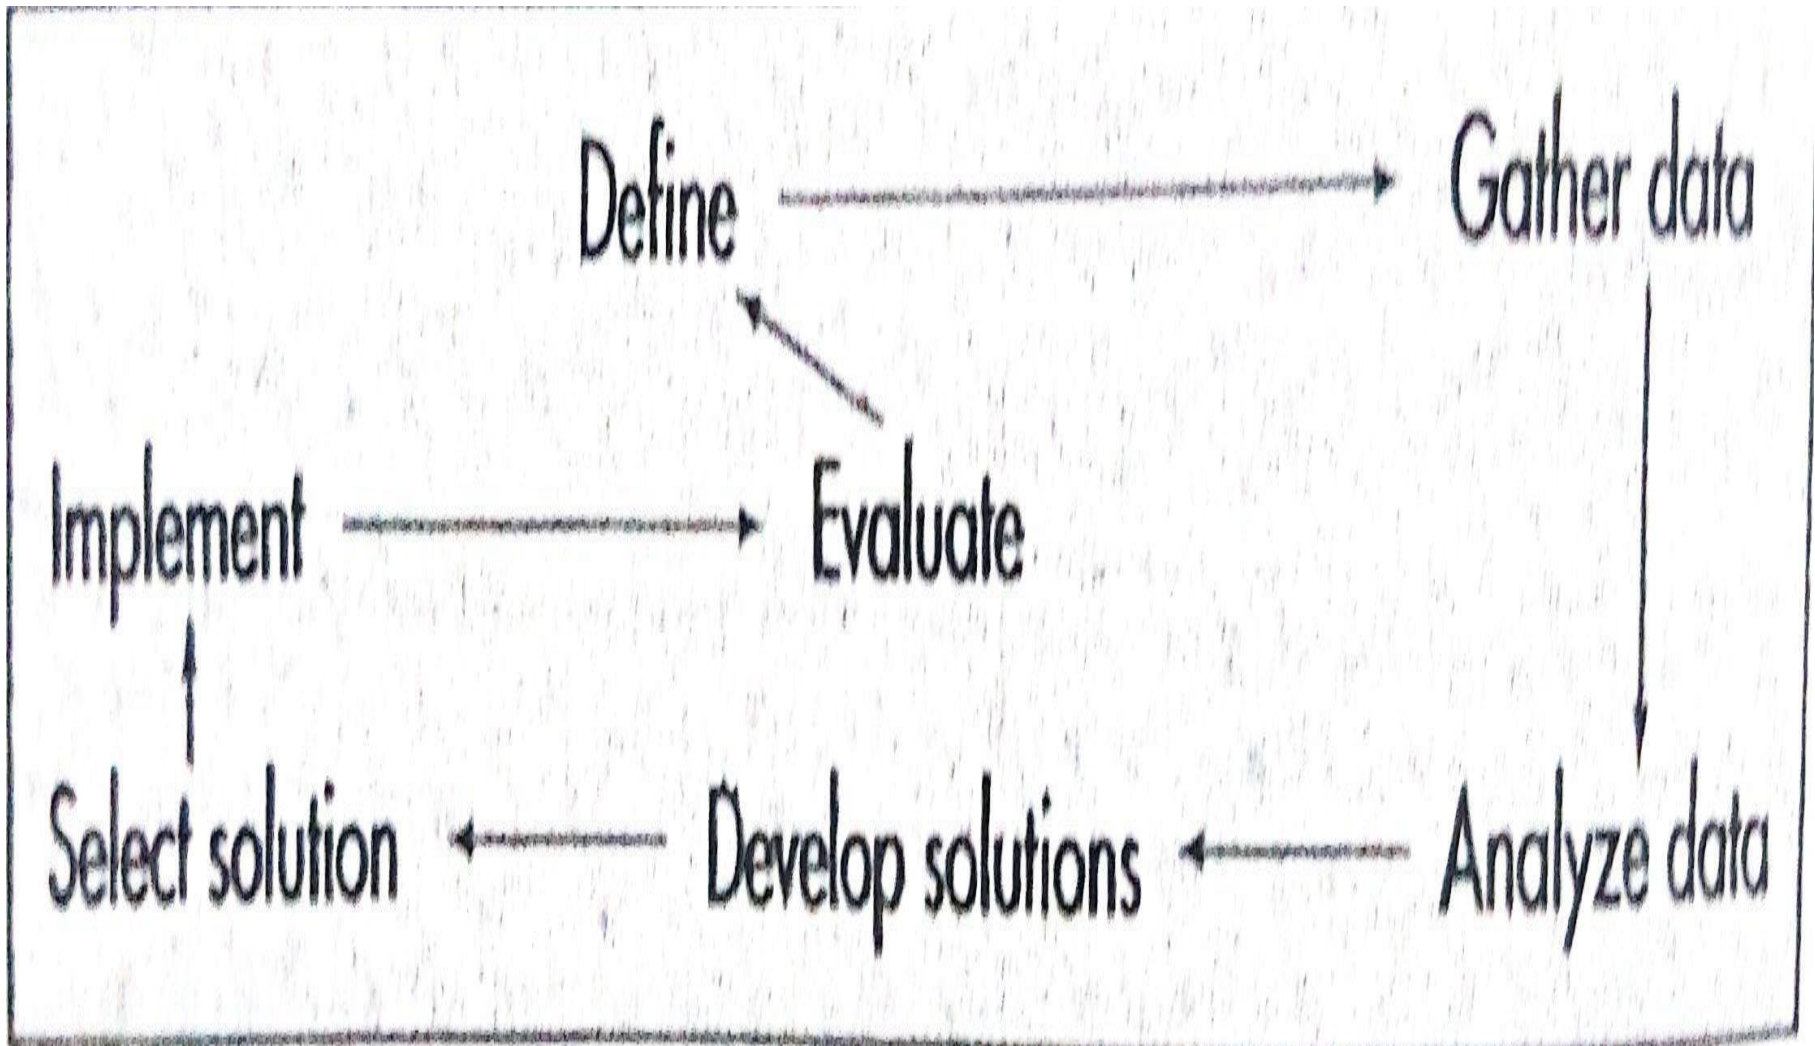 Define
Gather data
Implement
Evaluate
Select solution
Develop solutions
Analyze data